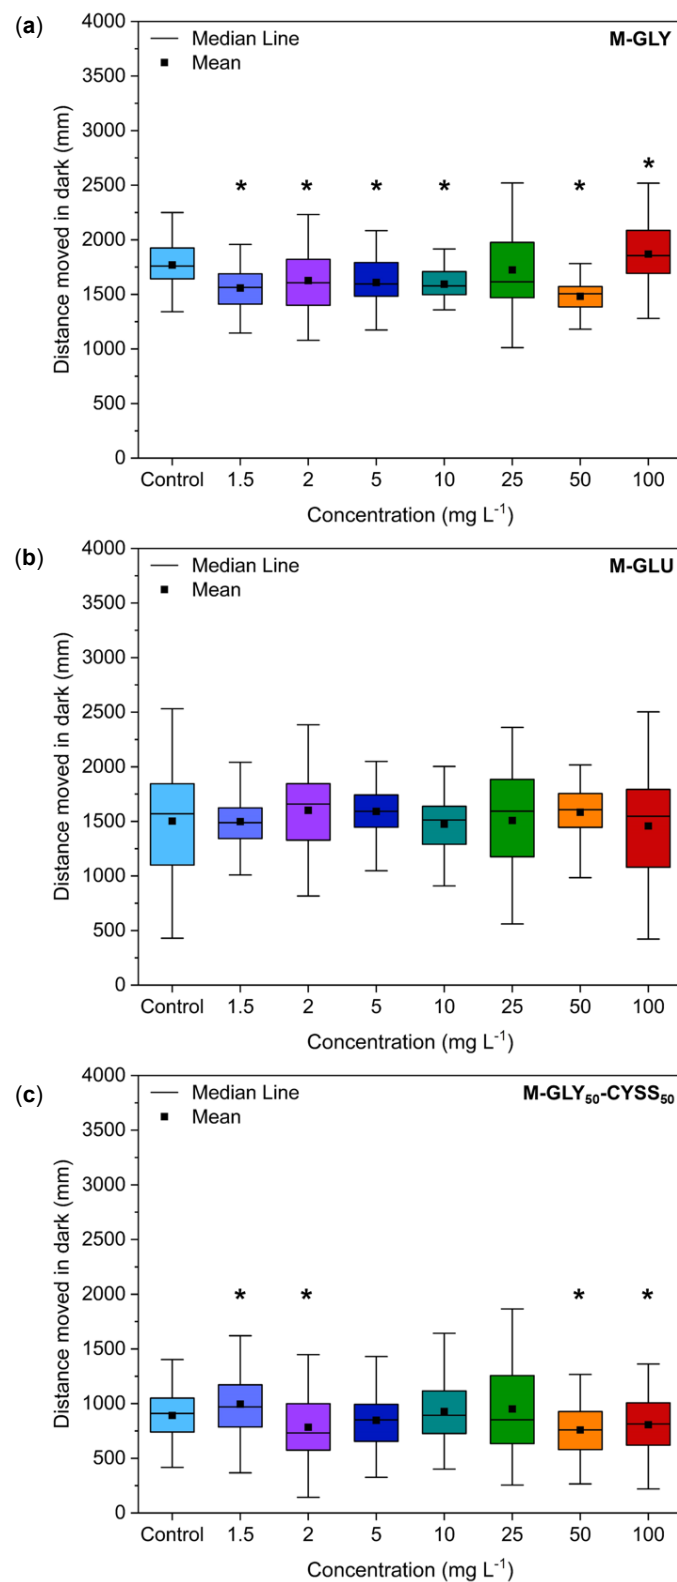 (a)
4000
Median Line
M-GLY
Mean
3500
3000
2500
2000
1500
1000
500
0
* * * * * *
Distance moved in dark (mm)
Control 1.5 2 5 10 25 50 100
Concentration (mg L⁻¹)
(b)
4000
Median Line
M-GLU
Mean
3500
3000
2500
2000
1500
1000
500
0
Distance moved in dark (mm)
Control 1.5 2 5 10 25 50 100
Concentration (mg L⁻¹)
(c)
4000
Median Line
M-GLY₅₀-CYSS₅₀
Mean
3500
3000
2500
2000
1500
1000
500
0
* * * *
Distance moved in dark (mm)
Control 1.5 2 5 10 25 50 100
Concentration (mg L⁻¹)